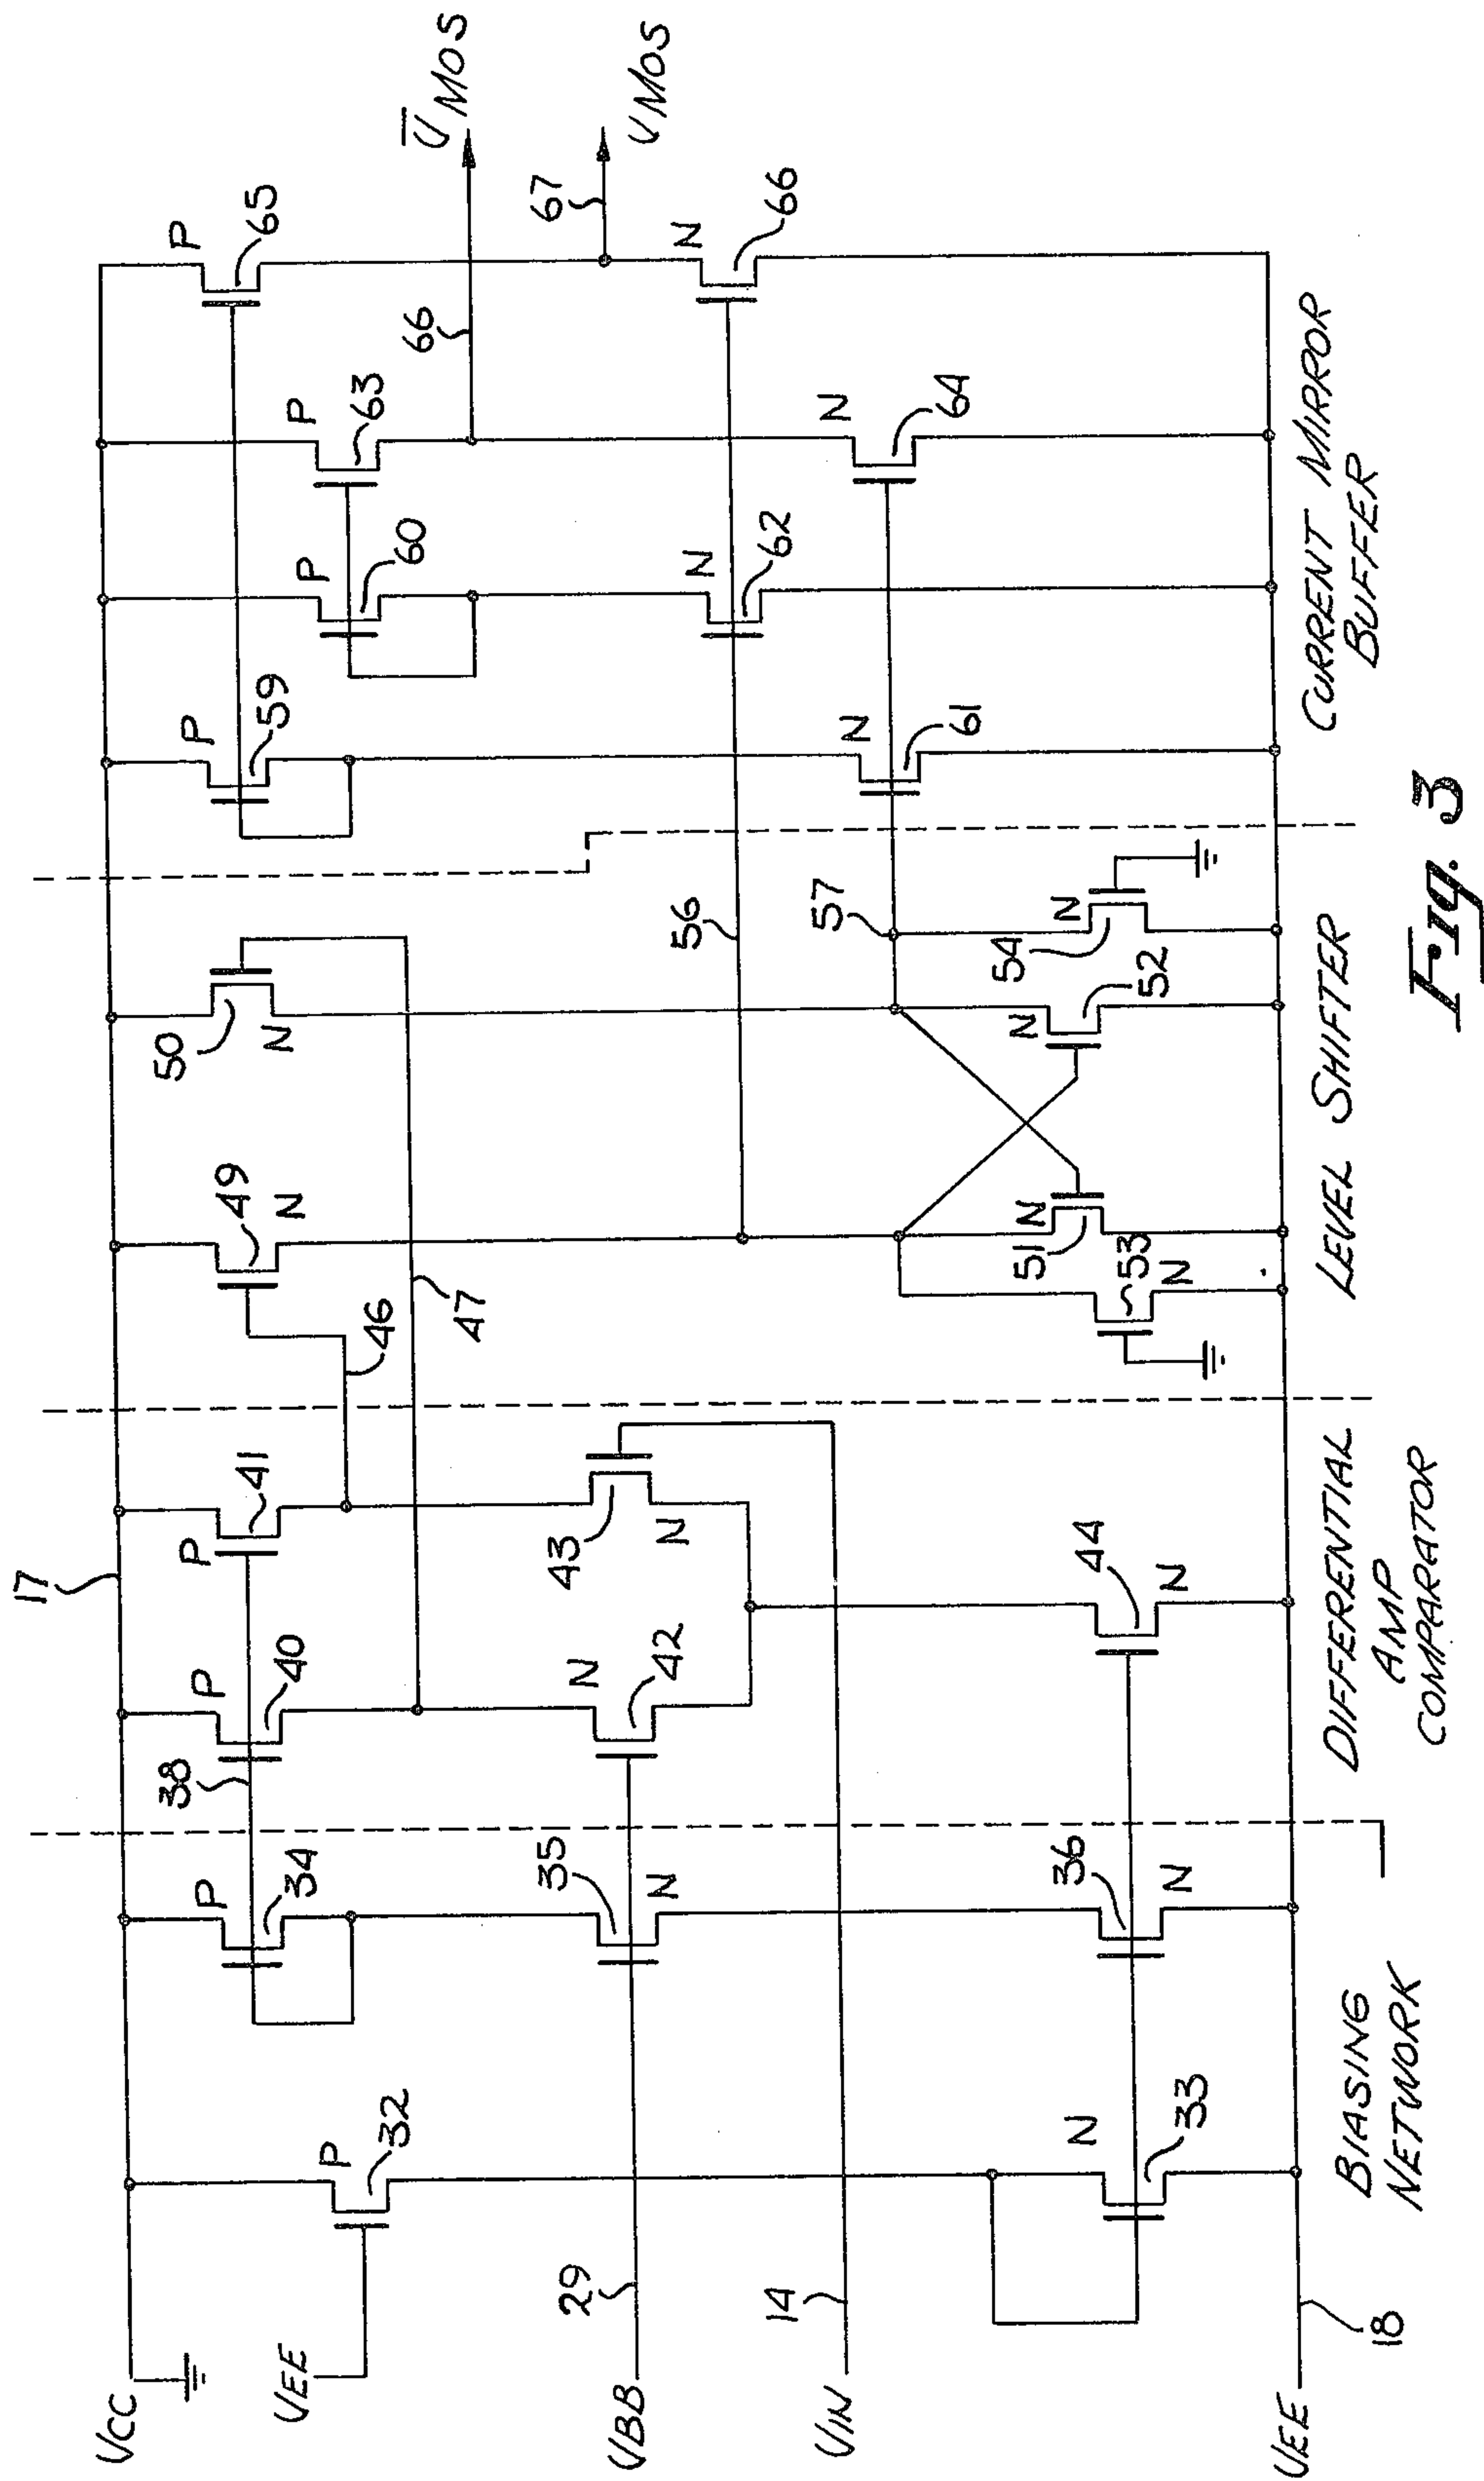 VCC
17
VEE
P
32
VBB
29
VIN
14
N
33
VEE
18
P
34
35
N
36
N
BIASING
NETWORK
38
P
40
P
41
N
42
43
N
44
N
DIFFERENTIAL
AMP
COMPARATOR
46
47
49
N
50
N
56
57
51
N
53
N
N
52
54
N
LEVEL SHIFTER
P
59
P
60
P
63
P
65
N
61
N
62
N
64
N
66
66
V̅MOS
67
VMOS
CURRENT MIRROR
BUFFER
Fig. 3